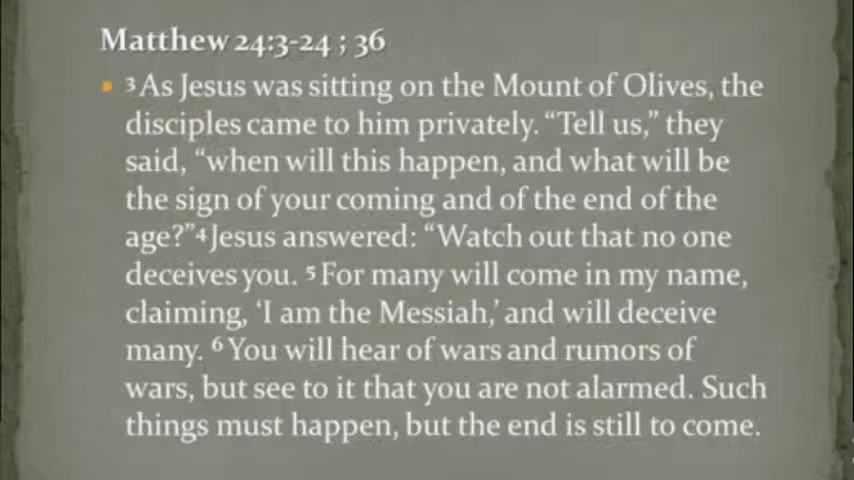 Matthew 24:3-24 ; 36
• ³As Jesus was sitting on the Mount of Olives, the
disciples came to him privately. “Tell us,” they
said, “when will this happen, and what will be
the sign of your coming and of the end of the
age?”⁴Jesus answered: “Watch out that no one
deceives you. ⁵For many will come in my name,
claiming, ‘I am the Messiah,’ and will deceive
many. ⁶You will hear of wars and rumors of
wars, but see to it that you are not alarmed. Such
things must happen, but the end is still to come.